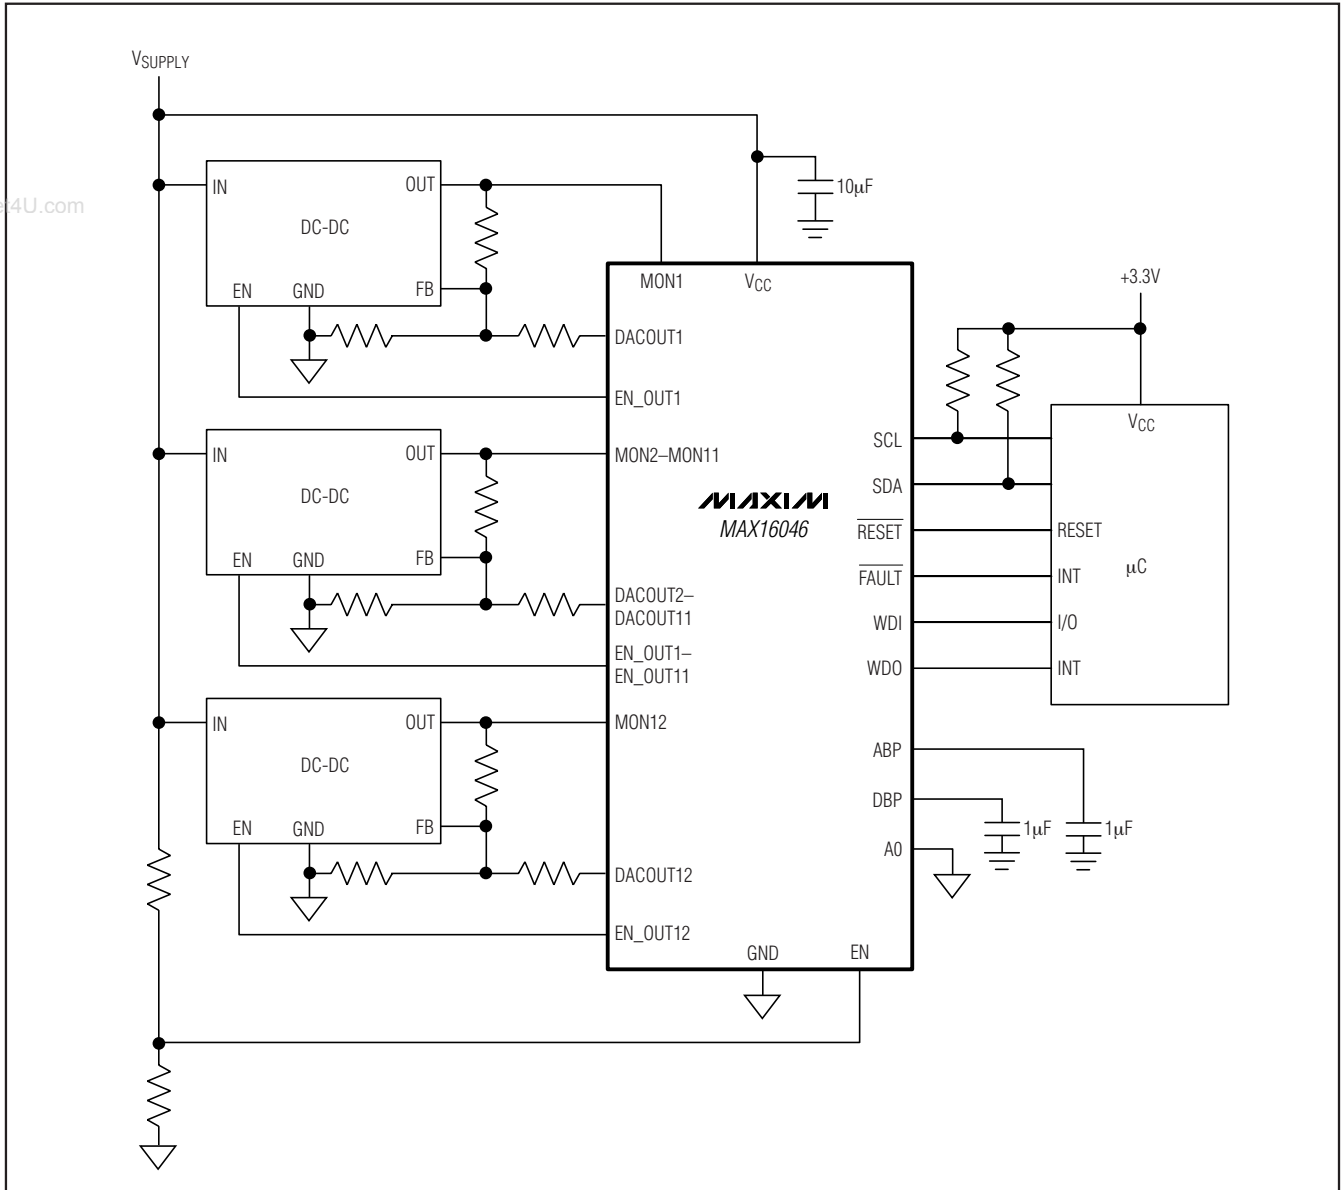 VSUPPLY
IN
OUT
DC-DC
EN
GND
FB
10µF
MON1
VCC
DACOUT1
EN_OUT1
+3.3V
IN
OUT
DC-DC
EN
GND
FB
MON2–MON11
DACOUT2–
DACOUT11
EN_OUT1–
EN_OUT11
MAXIM
MAX16046
SCL
SDA
RESET
FAULT
WDI
WDO
VCC
RESET
INT
µC
I/O
INT
IN
OUT
DC-DC
EN
GND
FB
MON12
DACOUT12
EN_OUT12
ABP
DBP
A0
1µF
1µF
GND
EN
et4U.com